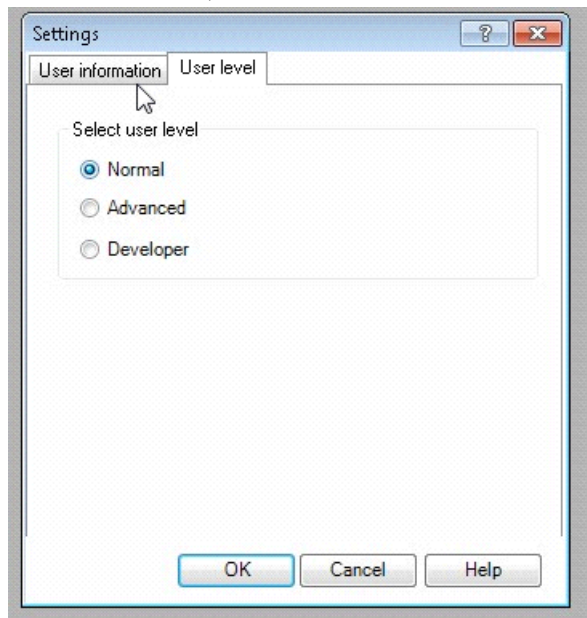 Settings
User information User level
Select user level
Normal
Advanced
Developer
OK Cancel Help